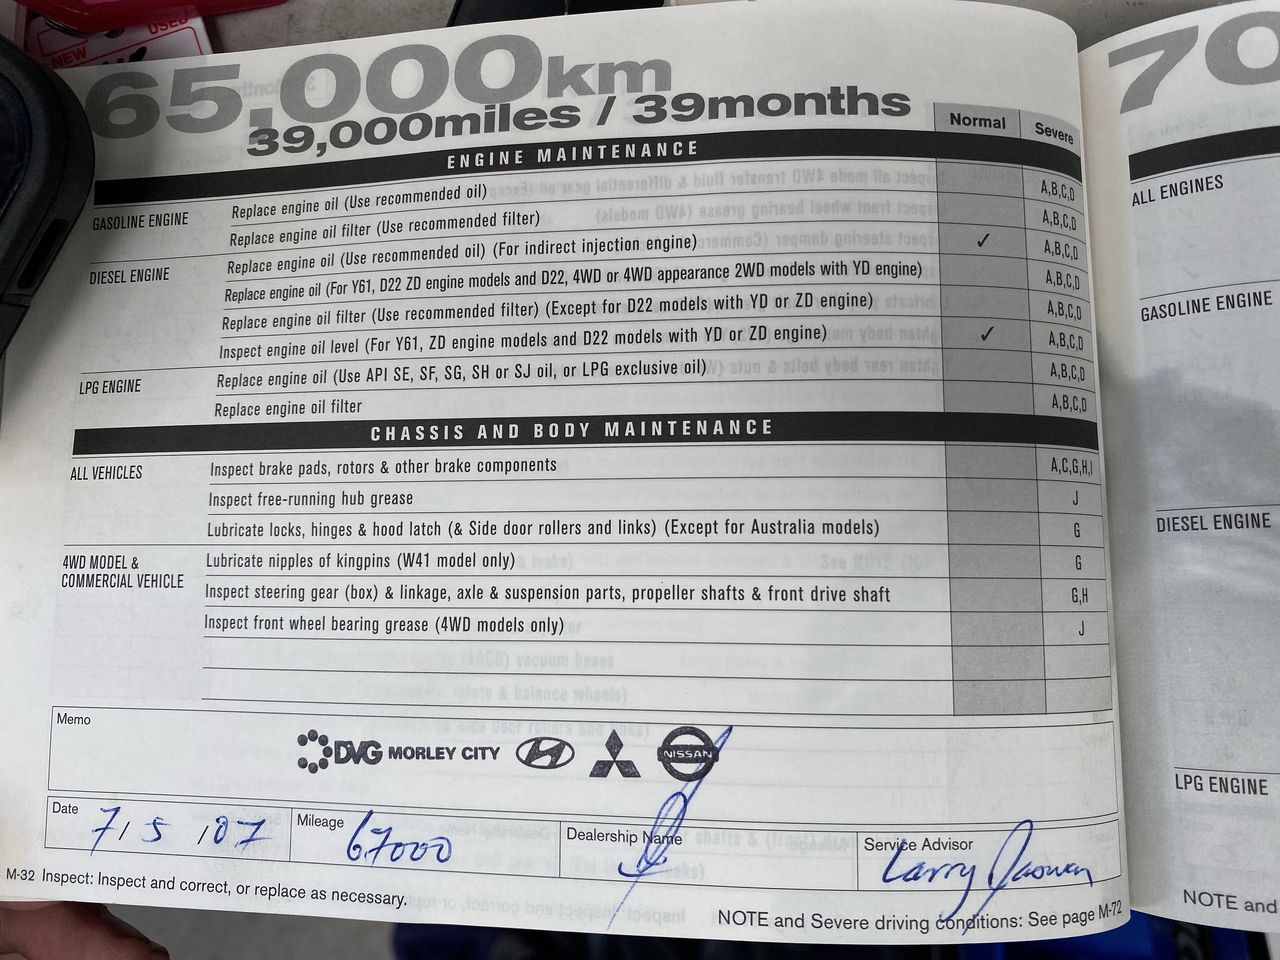 NEW
USED
65,000km
39,000miles / 39months
Normal
Severe
ENGINE MAINTENANCE
GASOLINE ENGINE
Replace engine oil (Use recommended oil)
A,B,C,D
Replace engine oil filter (Use recommended filter)
A,B,C,D
DIESEL ENGINE
Replace engine oil (Use recommended oil) (For indirect injection engine)
✓
A,B,C,D
Replace engine oil (For Y61, D22 ZD engine models and D22, 4WD or 4WD appearance 2WD models with YD engine)
A,B,C,D
Replace engine oil filter (Use recommended filter) (Except for D22 models with YD or ZD engine)
A,B,C,D
Inspect engine oil level (For Y61, ZD engine models and D22 models with YD or ZD engine)
✓
A,B,C,D
LPG ENGINE
Replace engine oil (Use API SE, SF, SG, SH or SJ oil, or LPG exclusive oil)
A,B,C,D
Replace engine oil filter
A,B,C,D
CHASSIS AND BODY MAINTENANCE
ALL VEHICLES
Inspect brake pads, rotors & other brake components
A,C,G,H,I
Inspect free-running hub grease
J
Lubricate locks, hinges & hood latch (& Side door rollers and links) (Except for Australia models)
G
4WD MODEL &
COMMERCIAL VEHICLE
Lubricate nipples of kingpins (W41 model only)
G
Inspect steering gear (box) & linkage, axle & suspension parts, propeller shafts & front drive shaft
G,H
Inspect front wheel bearing grease (4WD models only)
J
Memo
DVG MORLEY CITY
NISSAN
Date
7/5/07
Mileage
67000
Dealership Name
Service Advisor
Larry
M-32 Inspect: Inspect and correct, or replace as necessary.
NOTE and Severe driving conditions: See page M-72
70
ALL ENGINES
GASOLINE ENGINE
DIESEL ENGINE
LPG ENGINE
NOTE and